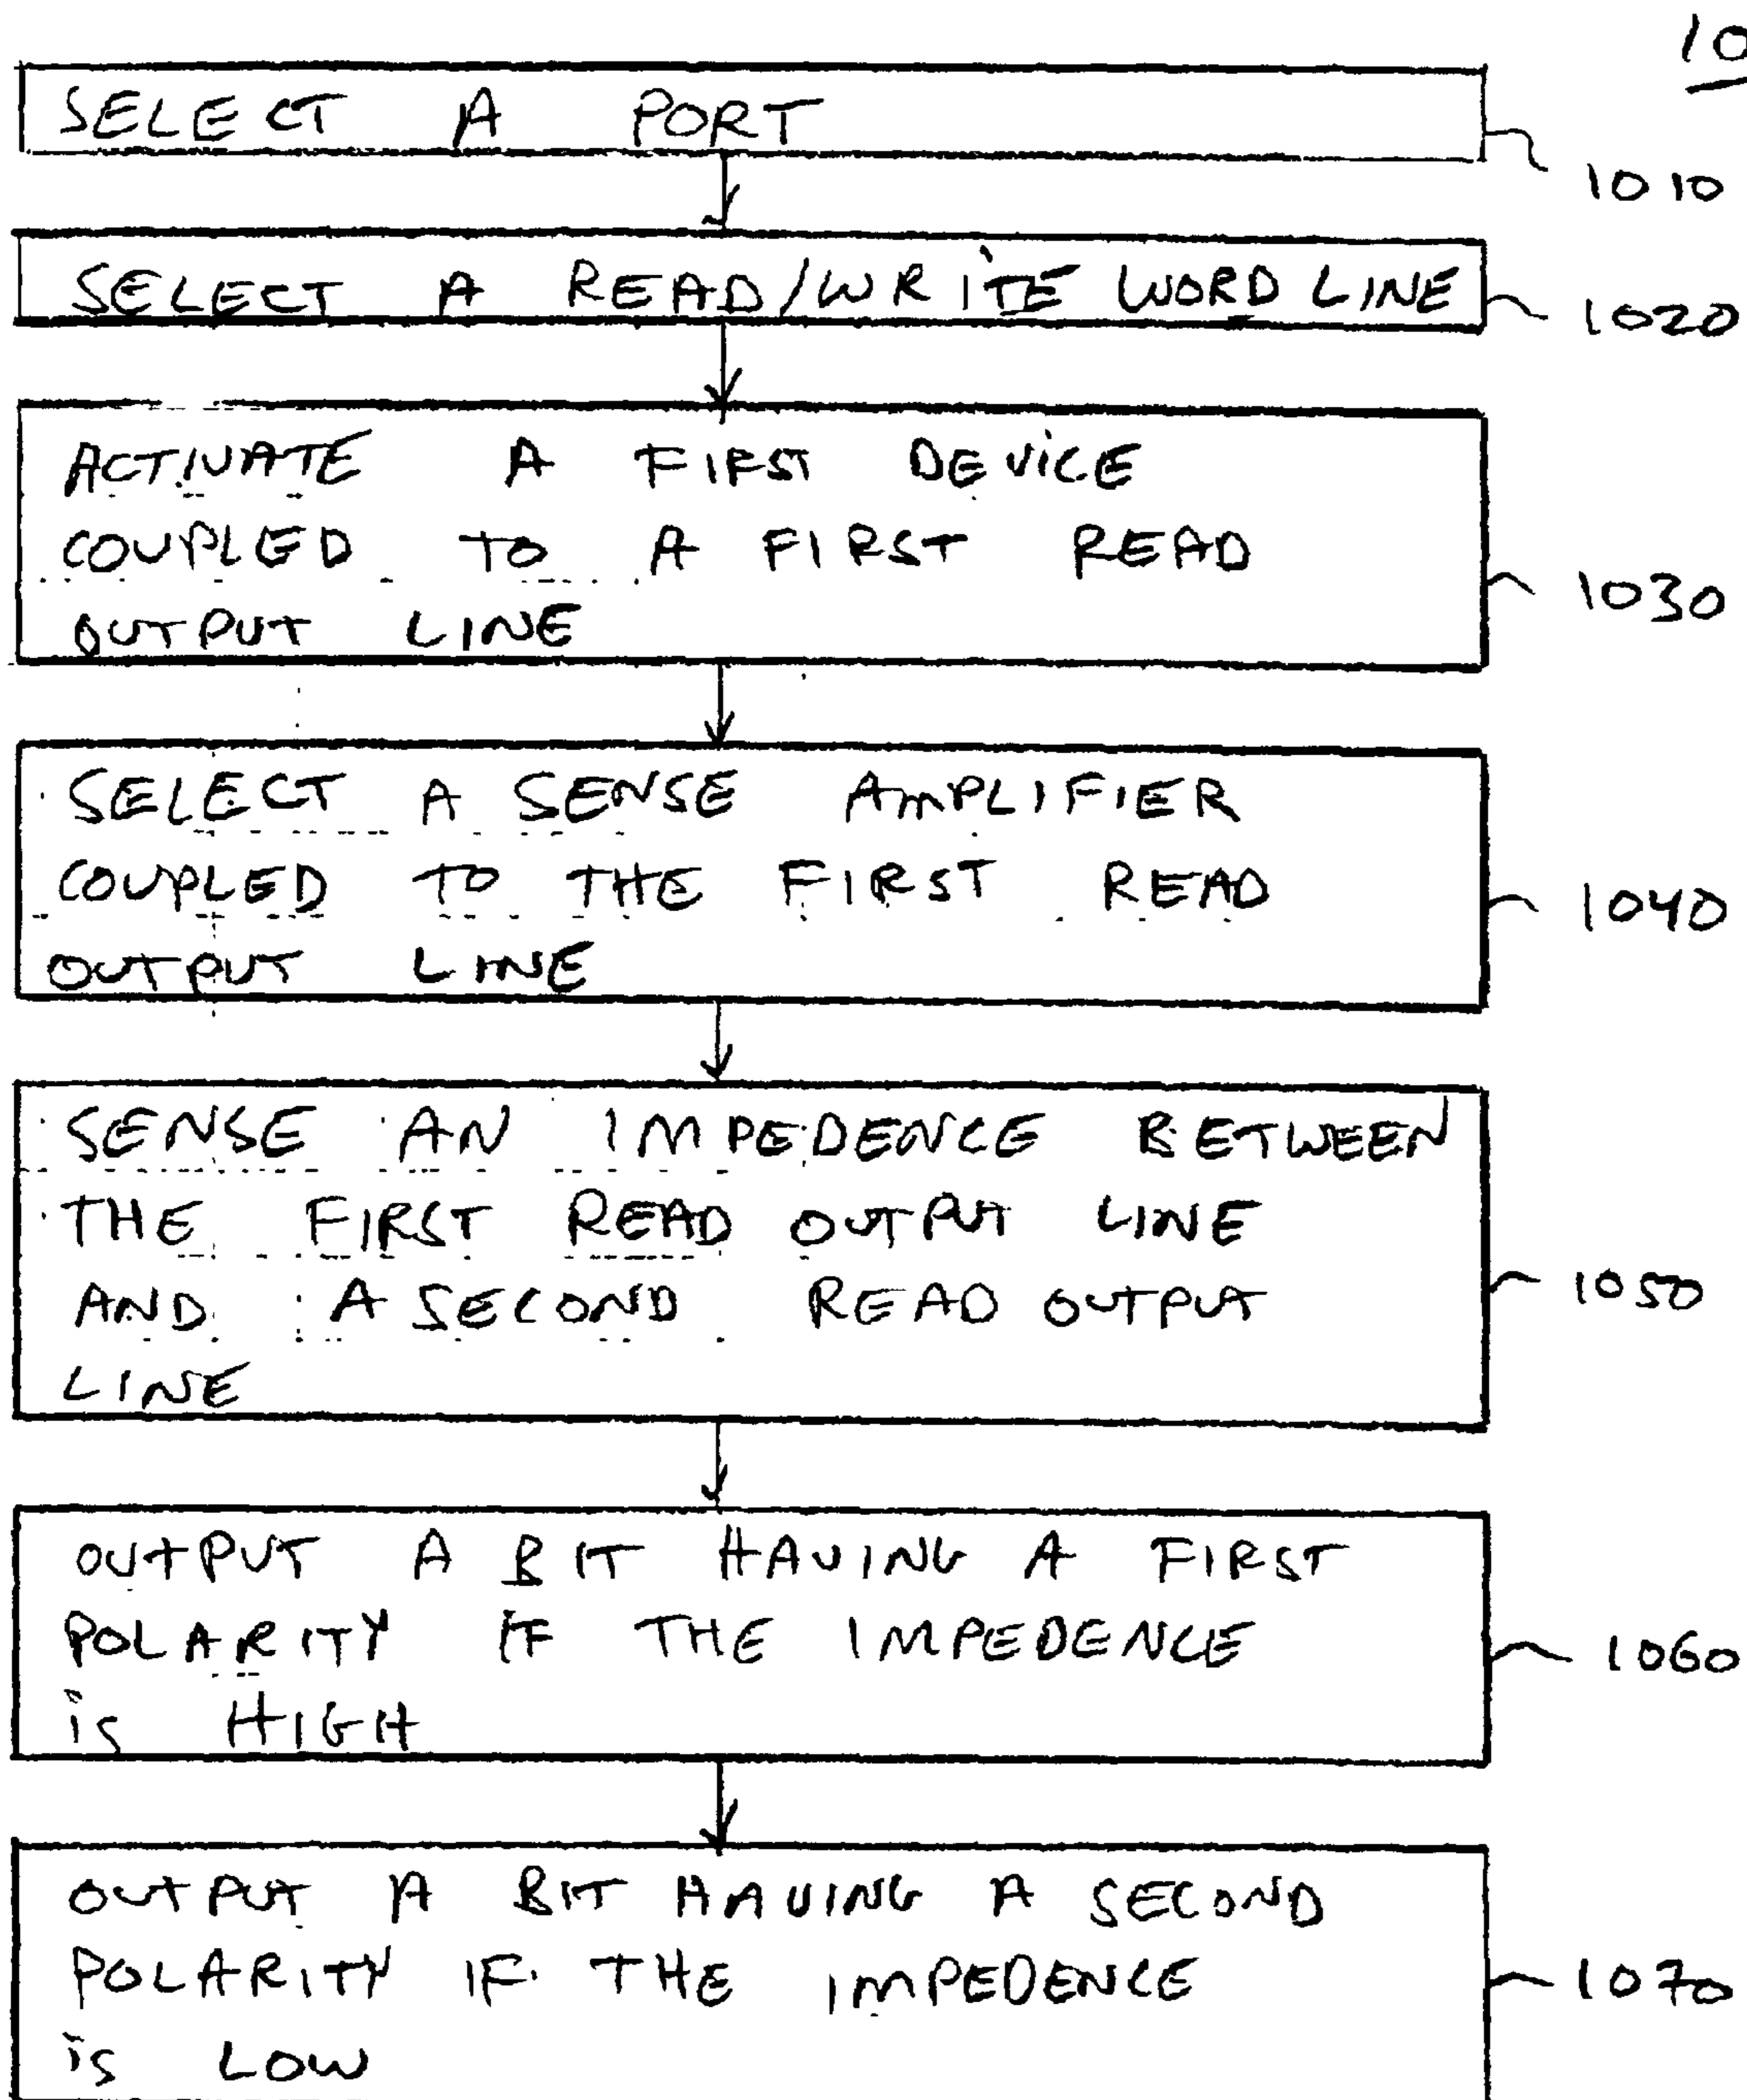 10
SELECT A PORT
1010
SELECT A READ/WRITE WORD LINE
1020
ACTIVATE A FIRST DEVICE
COUPLED TO A FIRST READ
OUTPUT LINE
1030
SELECT A SENSE AMPLIFIER
COUPLED TO THE FIRST READ
OUTPUT LINE
1040
SENSE AN IMPEDENCE BETWEEN
THE FIRST READ OUTPUT LINE
AND A SECOND READ OUTPUT
LINE
1050
OUTPUT A BIT HAVING A FIRST
POLARITY IF THE IMPEDENCE
is HIGH
1060
OUTPUT A BIT HAVING A SECOND
POLARITY IF THE IMPEDENCE
is LOW
1070